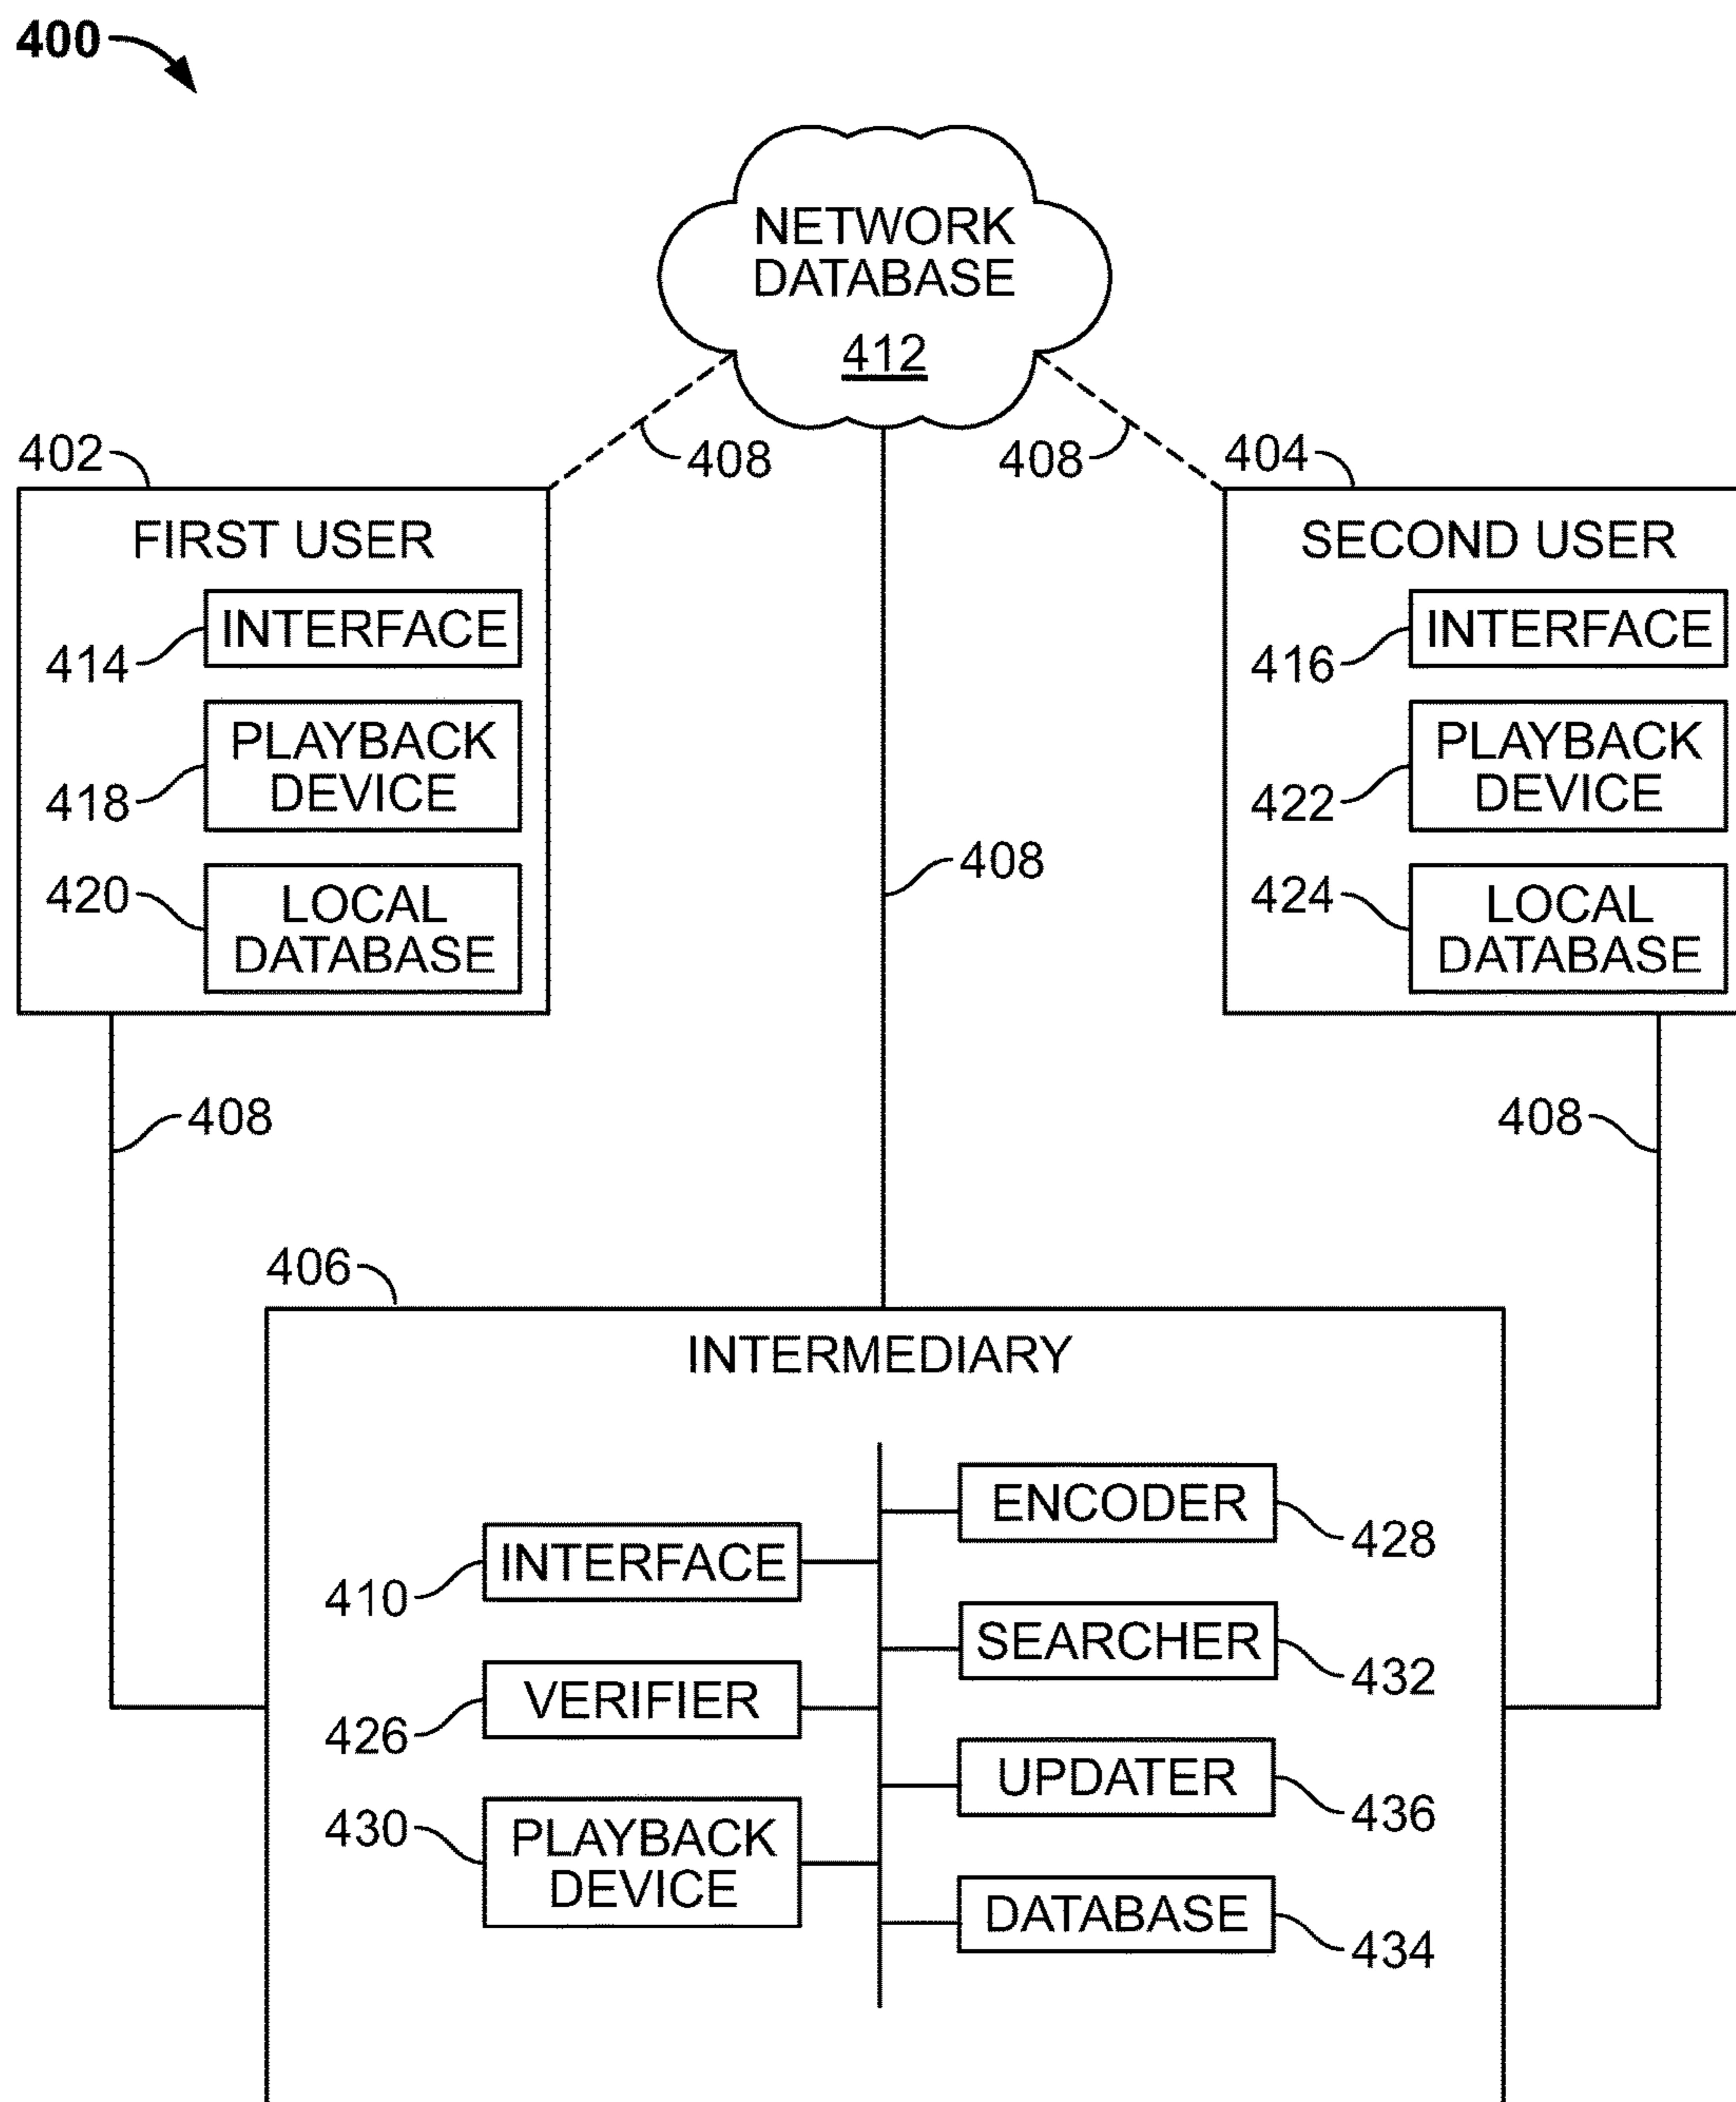 400
NETWORK
DATABASE
412
408
408
402
404
FIRST USER
INTERFACE
414
PLAYBACK
DEVICE
418
420
LOCAL
DATABASE
SECOND USER
INTERFACE
416
PLAYBACK
DEVICE
422
424
LOCAL
DATABASE
408
408
408
406
INTERMEDIARY
INTERFACE
410
VERIFIER
426
430
PLAYBACK
DEVICE
ENCODER
428
SEARCHER
432
UPDATER
436
DATABASE
434